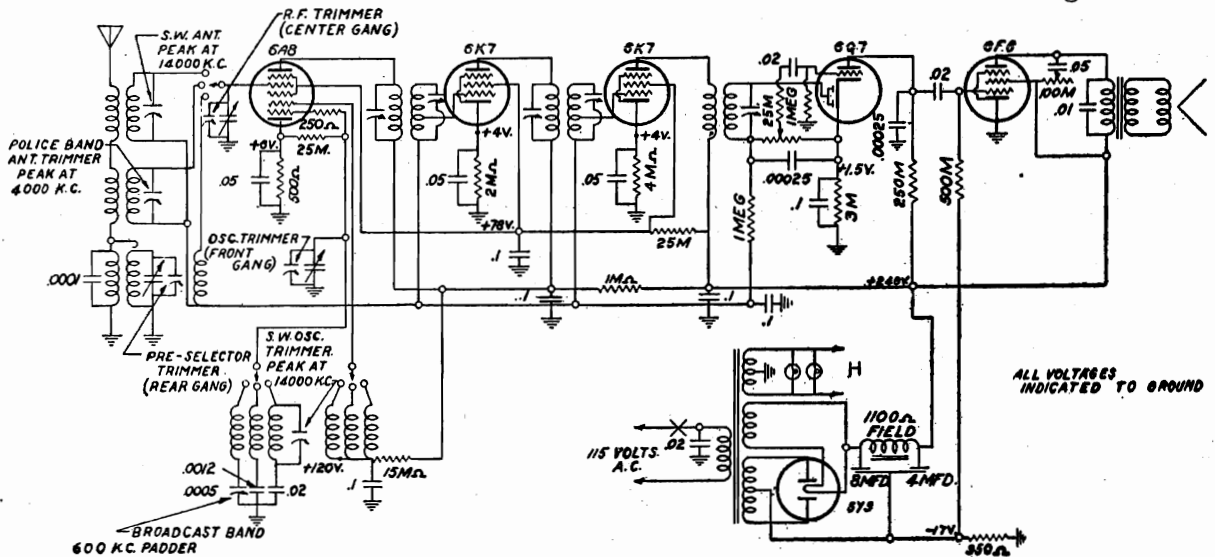 R.F. TRIMMER
(CENTER GANG)
S.W. ANT.
PEAK AT
14000 K.C.
6A8
6K7
6K7
6Q7
6F6
.02
.02
.05
100M
.01
250Ω
25M.
+6V.
.05
500Ω
+4V.
.05
2MΩ
+4V.
.05
4MΩ
25M
1MEG
.00025
+1.5V.
.1
3M
.00025
250M
500M
POLICE BAND
ANT. TRIMMER
PEAK AT
4000 K.C.
OSC. TRIMMER
(FRONT
GANG)
+78V.
.1
25M
1MEG
.0001
1MΩ
.1
.1
.1
+240V.
PRE-SELECTOR
TRIMMER
(REAR GANG)
S.W. OSC.
TRIMMER.
PEAK AT
14000 K.C.
H
ALL VOLTAGES
INDICATED TO GROUND
1100Ω
FIELD
115 VOLTS
A.C.
.02
8MFD.
4MFD.
5Y3
+120V.
15MΩ
.1
.0012
.0005
.02
BROADCAST BAND
600 K.C. PADDER
-17V.
350Ω